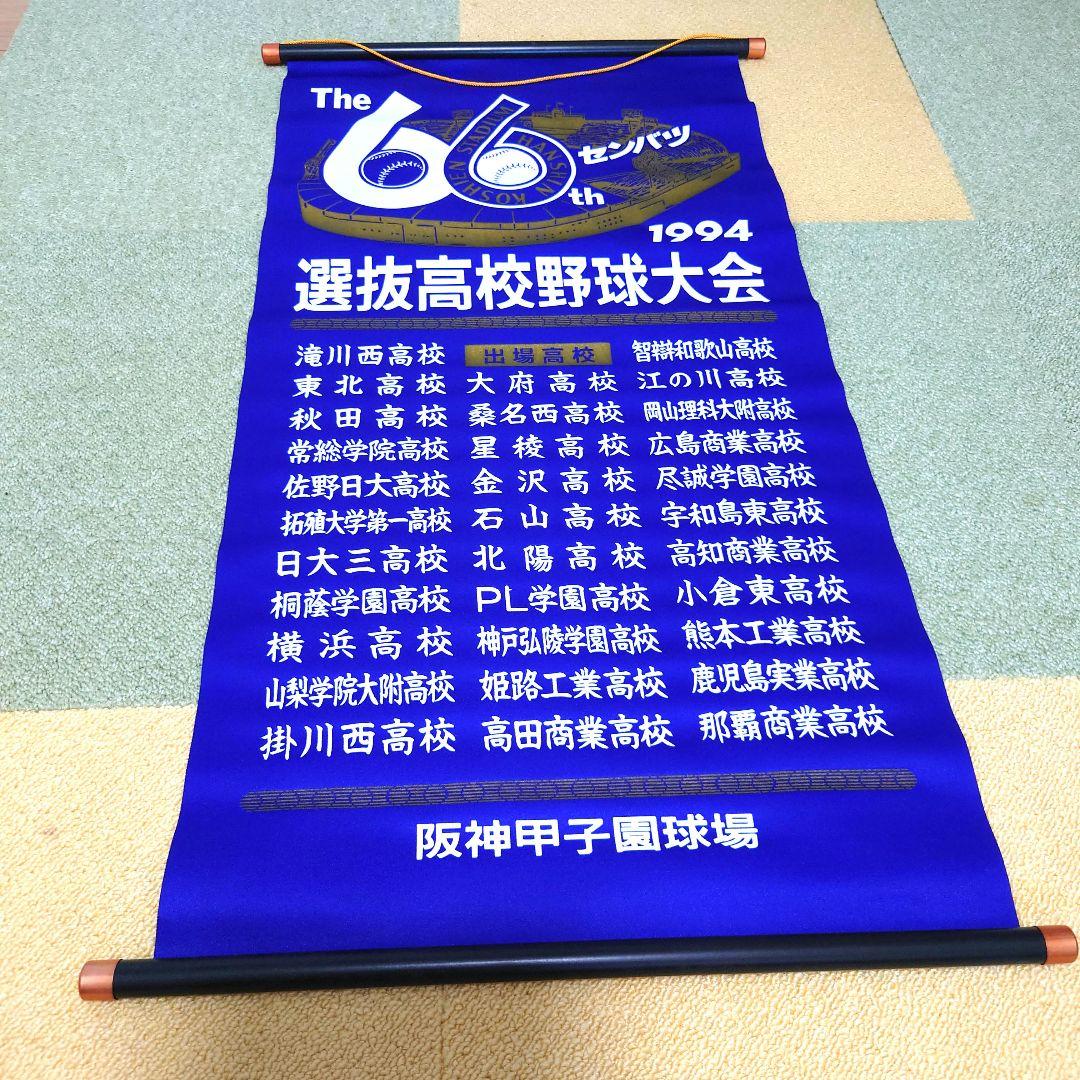 The 66th センバツ
HANSHIN KOSHIEN STADIUM
1994
選抜高校野球大会
出場高校
滝川西高校
東北高校
秋田高校
常総学院高校
佐野日大高校
拓殖大学第一高校
日大三高校
桐蔭学園高校
横浜高校
山梨学院大附高校
掛川西高校
大府高校
桑名西高校
星稜高校
金沢高校
石山高校
北陽高校
PL学園高校
神戸弘陵学園高校
姫路工業高校
高田商業高校
智辯和歌山高校
江の川高校
岡山理科大附高校
広島商業高校
尽誠学園高校
宇和島東高校
高知商業高校
小倉東高校
熊本工業高校
鹿児島実業高校
那覇商業高校
阪神甲子園球場